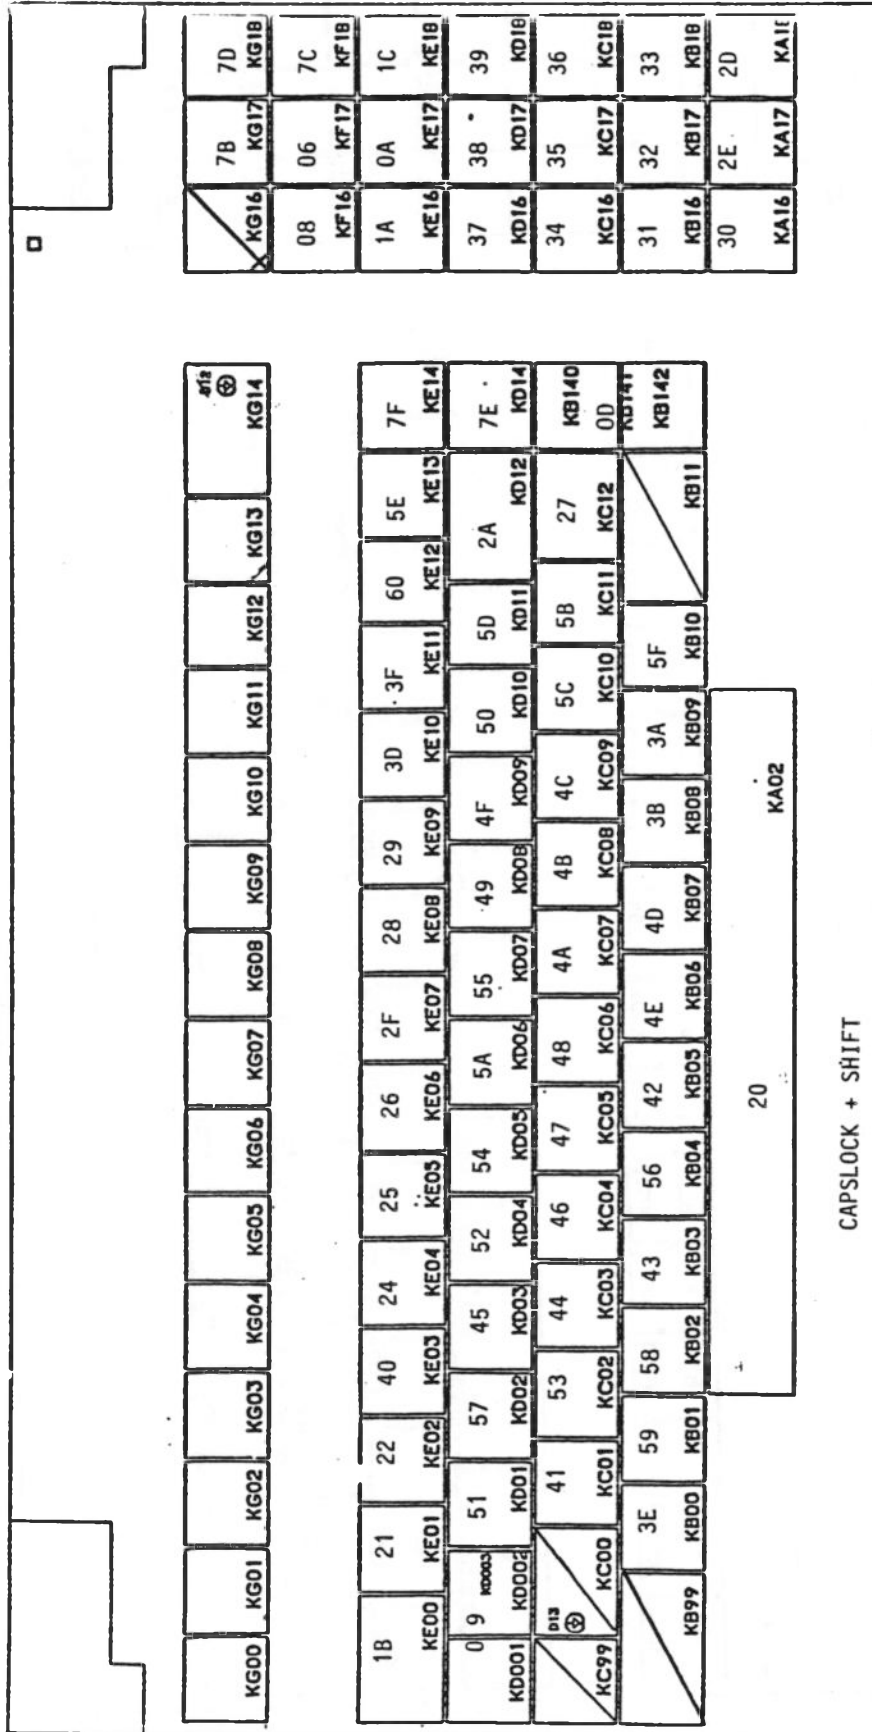 D12 7B 7D
KG00 KG01 KG02 KG03 KG04 KG05 KG06 KG07 KG08 KG09 KG10 KG11 KG12 KG13 KG14 KG16 KG17 KG18
08 06 7C
KF16 KF17 KF18
1B 21 22 40 24 25 26 2F 28 29 3D 3F 60 5E 7F 1A 0A 1C
KE00 KE01 KE02 KE03 KE04 KE05 KE06 KE07 KE08 KE09 KE10 KE11 KE12 KE13 KE14 KE16 KE17 KE18
0 9 KD003 51 57 45 52 54 5A 55 49 4F 50 5D 2A 7E 37 38 39
KD001 KD002 KD01 KD02 KD03 KD04 KD05 KD06 KD07 KD08 KD09 KD10 KD11 KD12 KD14 KD16 KD17 KD18
D13 41 53 44 46 47 48 4A 4B 4C 5C 5B 27 KB140 34 35 36
KC99 KC00 KC01 KC02 KC03 KC04 KC05 KC06 KC07 KC08 KC09 KC10 KC11 KC12 0D KC16 KC17 KC18
KB141
3E 59 58 43 56 42 4E 4D 3B 3A 5F KB142 31 32 33
KB99 KB00 KB01 KB02 KB03 KB04 KB05 KB06 KB07 KB08 KB09 KB10 KB11 KB16 KB17 KB18
20 30 2E 2D
KA02 KA16 KA17
CAPSLOCK + SHIFT